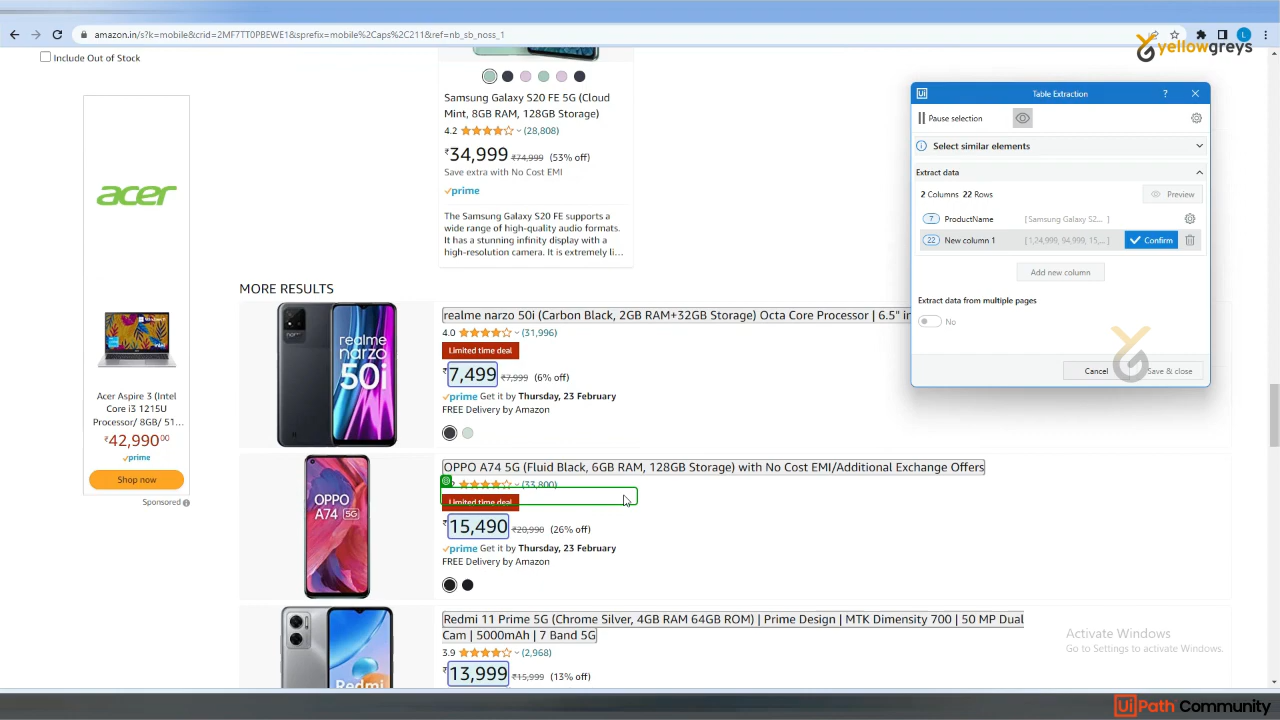 amazon.in/s?k=mobile&crid=2MF7TT0PBEWE1&sprefix=mobile%2Caps%2C211&ref=nb_sb_noss_1
L
yellowgreys
Include Out of Stock
acer
Acer Aspire 3 (Intel
Core i3 1215U
Processor/ 8GB/ 51...
₹42,990⁰⁰
prime
Shop now
Sponsored
Samsung Galaxy S20 FE 5G (Cloud
Mint, 8GB RAM, 128GB Storage)
4.2 (28,808)
₹34,999 ₹74,999 (53% off)
Save extra with No Cost EMI
prime
The Samsung Galaxy S20 FE supports a
wide range of high-quality audio formats.
It has a stunning infinity display with a
high-resolution camera. It is extremely li...
MORE RESULTS
realme
narzo
50i
realme narzo 50i (Carbon Black, 2GB RAM+32GB Storage) Octa Core Processor | 6.5" in
4.0 (31,996)
Limited time deal
₹7,499 ₹7,999 (6% off)
prime Get it by Thursday, 23 February
FREE Delivery by Amazon
OPPO
A74 5G
OPPO A74 5G (Fluid Black, 6GB RAM, 128GB Storage) with No Cost EMI/Additional Exchange Offers
(33,800)
Limited time deal
₹15,490 ₹20,990 (26% off)
prime Get it by Thursday, 23 February
FREE Delivery by Amazon
Redmi
Redmi 11 Prime 5G (Chrome Silver, 4GB RAM 64GB ROM) | Prime Design | MTK Dimensity 700 | 50 MP Dual
Cam | 5000mAh | 7 Band 5G
3.9 (2,968)
₹13,999 ₹15,999 (13% off)
Ui Table Extraction ?
Pause selection
Select similar elements
Extract data
2 Columns 22 Rows Preview
7 ProductName [Samsung Galaxy S2... ]
22 New column 1 [1,24,999, 94,999, 15,... ] Confirm
Add new column
Extract data from multiple pages
No
Cancel Save & close
Activate Windows
Go to Settings to activate Windows.
UiPath Community